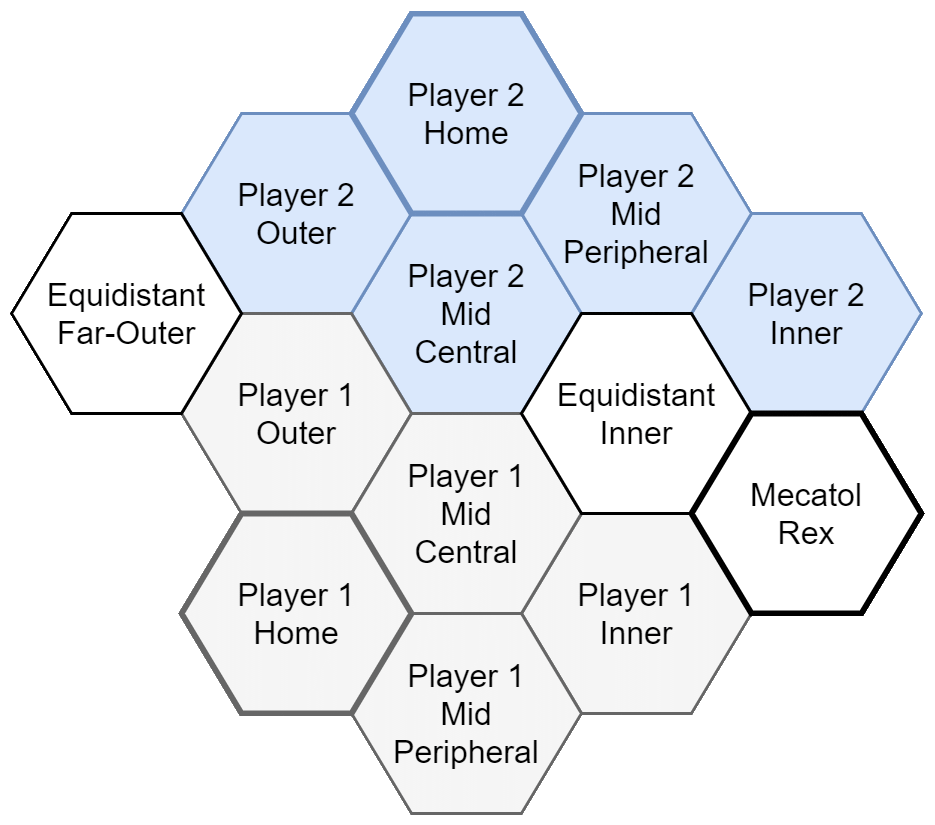 Player 2
Home
Player 2
Outer
Player 2
Mid
Peripheral
Equidistant
Far-Outer
Player 2
Mid
Central
Player 2
Inner
Player 1
Outer
Equidistant
Inner
Player 1
Mid
Central
Mecatol
Rex
Player 1
Home
Player 1
Inner
Player 1
Mid
Peripheral